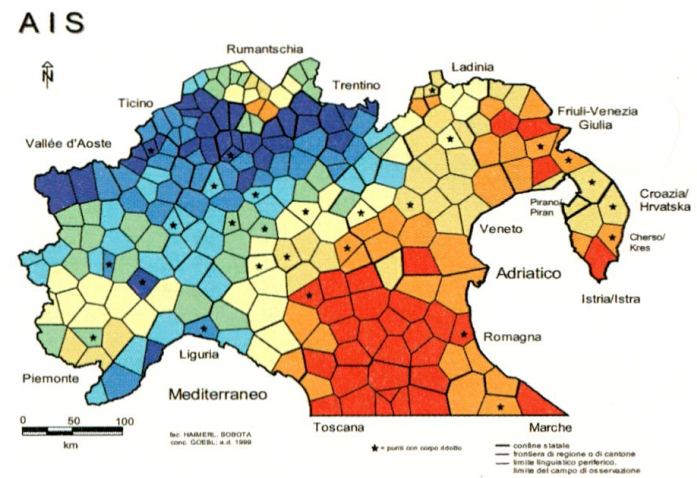 AIS
N
Rumantschia
Ladinia
Trentino
Ticino
Friuli-Venezia
Giulia
Vallée d'Aoste
Croazia/
Hrvatska
Pirano/
Piran
Veneto
Cherso/
Kres
Adriatico
Istria/Istra
Romagna
Liguria
Piemonte
Mediterraneo
0 50 100
km
fec. HAIMERL, BOBOTA
conc. GOEBL; a.d. 1999
Toscana
Marche
★ = punti con corpo ridotto
confine statale
frontiera di regione o di cantone
limite linguistico periferico,
limite del campo di osservazione